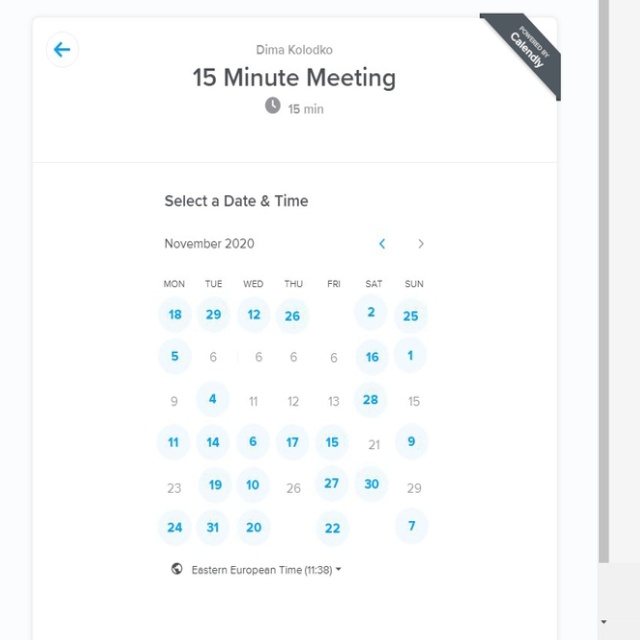 Dima Kolodko
15 Minute Meeting
15 min
POWERED BY
Calendly
Select a Date & Time
November 2020
MON TUE WED THU FRI SAT SUN
18 29 12 26 2 25
5 6 6 6 6 16 1
9 4 11 12 13 28 15
11 14 6 17 15 21 9
23 19 10 26 27 30 29
24 31 20 22 7
Eastern European Time (11:38)